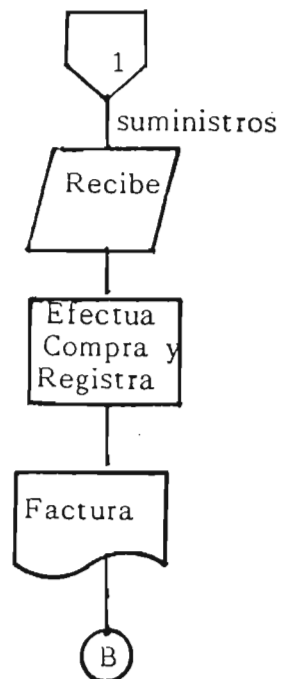 1
suministros
Recibe
Efectua
Compra y
Registra
Factura
B